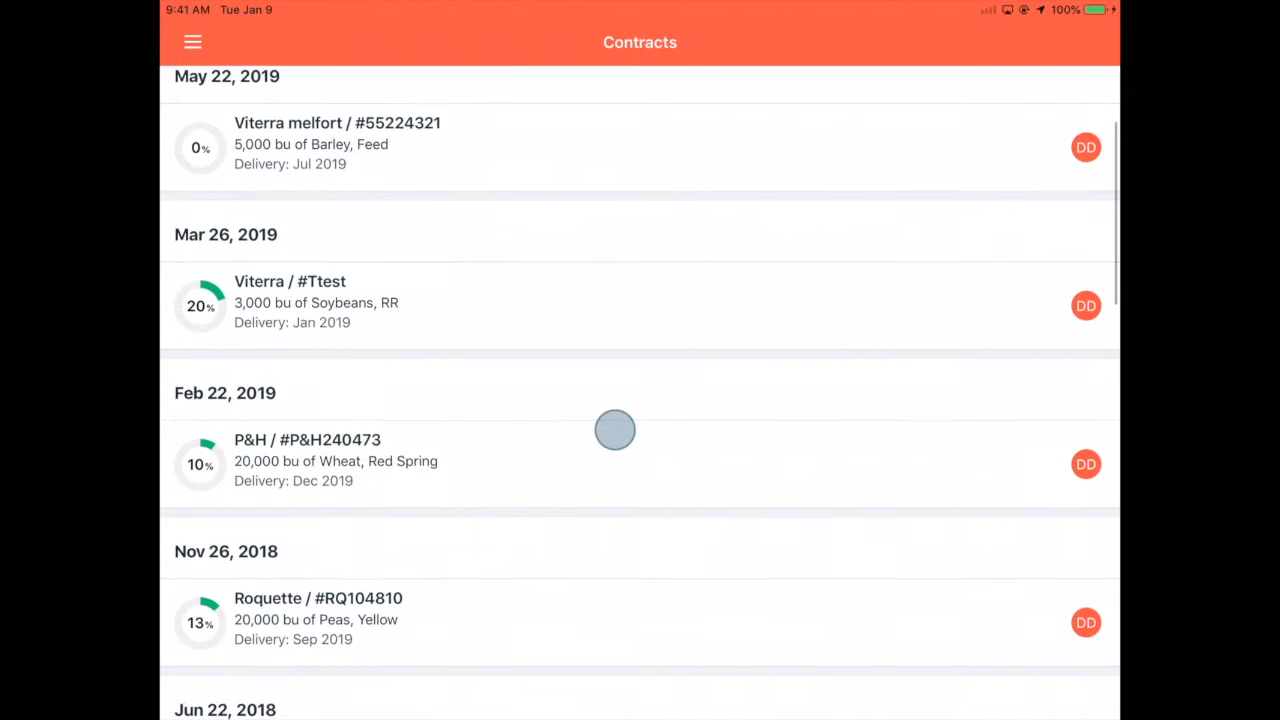 9:41 AM Tue Jan 9
100%
Contracts
May 22, 2019
Viterra melfort / #55224321
0%
5,000 bu of Barley, Feed
DD
Delivery: Jul 2019
Mar 26, 2019
Viterra / #Ttest
20%
3,000 bu of Soybeans, RR
DD
Delivery: Jan 2019
Feb 22, 2019
P&H / #P&H240473
10%
20,000 bu of Wheat, Red Spring
DD
Delivery: Dec 2019
Nov 26, 2018
Roquette / #RQ104810
13%
20,000 bu of Peas, Yellow
DD
Delivery: Sep 2019
Jun 22, 2018